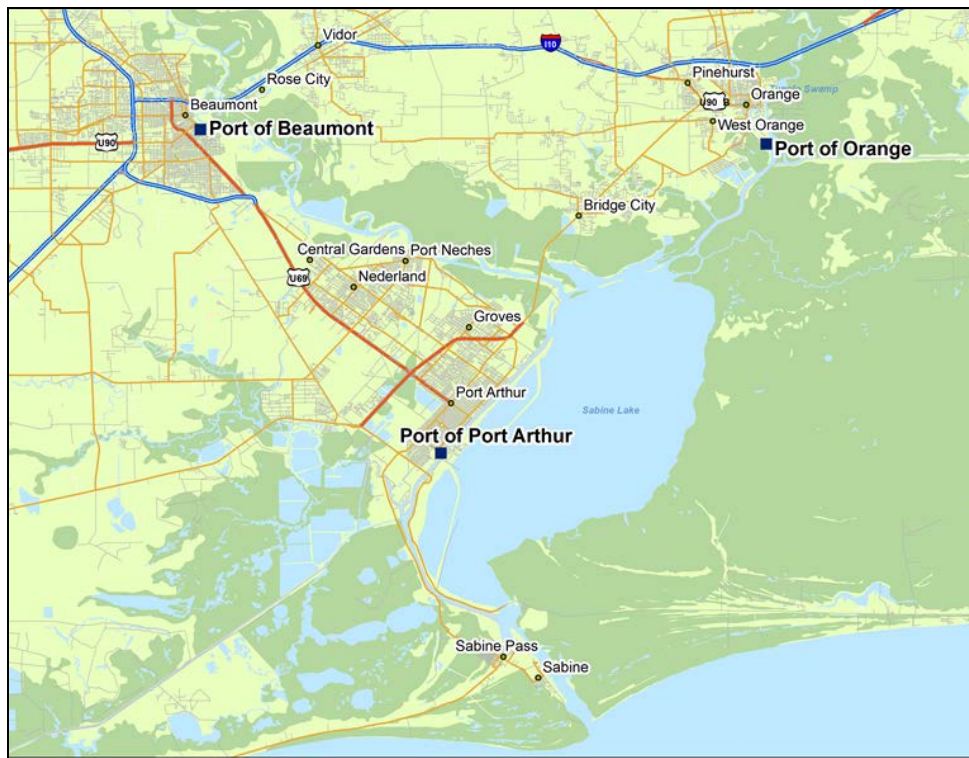 Vidor
I10
Rose City
Pinehurst
Beaumont
U90 B
Orange
Swamp
Port of Beaumont
West Orange
U90
Port of Orange
Bridge City
Central Gardens
Port Neches
U69
Nederland
Groves
Port Arthur
Sabine Lake
Port of Port Arthur
Sabine Pass
Sabine